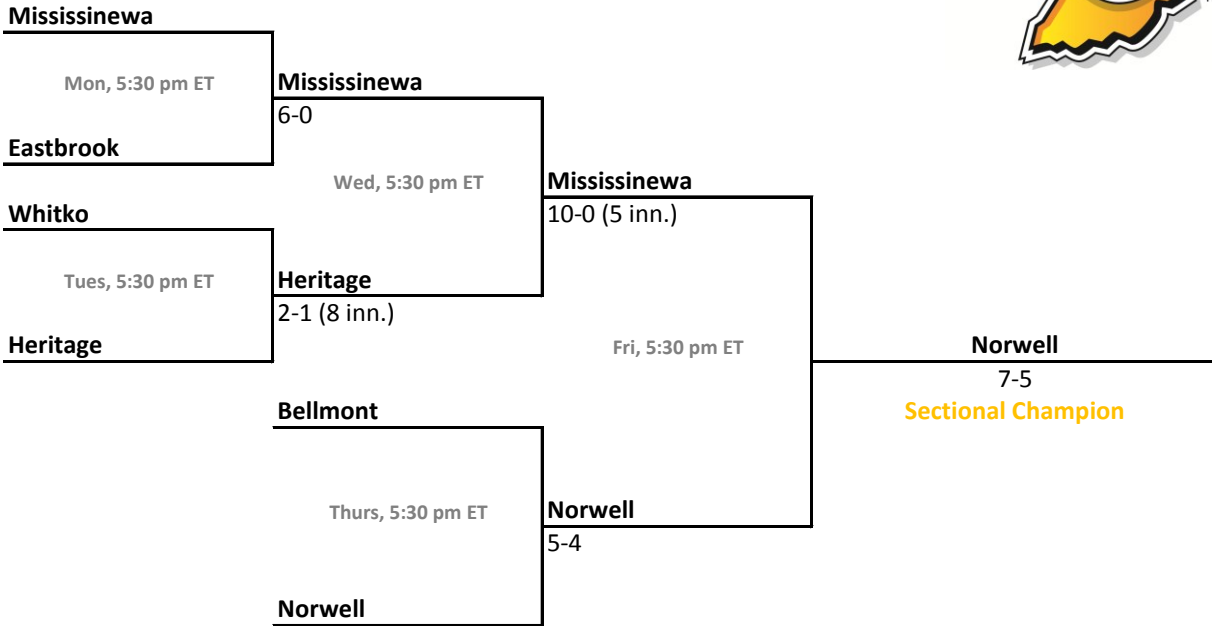 Mississinewa
Mon, 5:30 pm ET
Mississinewa
6-0
Eastbrook
Wed, 5:30 pm ET
Mississinewa
Whitko
10-0 (5 inn.)
Tues, 5:30 pm ET
Heritage
2-1 (8 inn.)
Heritage
Fri, 5:30 pm ET
Norwell
7-5
Bellmont
Sectional Champion
Thurs, 5:30 pm ET
Norwell
5-4
Norwell